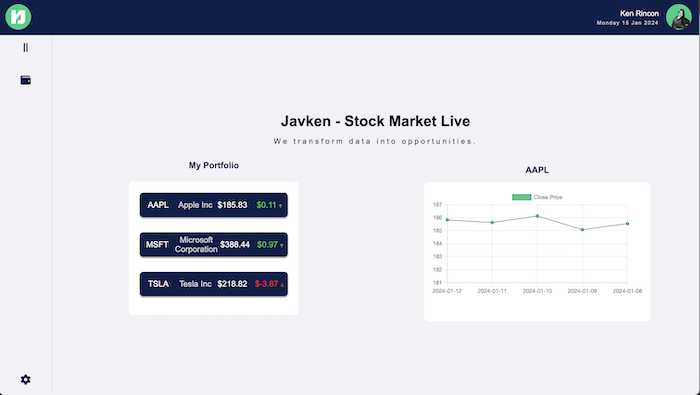 Ken Rincon
Monday 15 Jan 2024
Javken - Stock Market Live
We transform data into opportunities.
My Portfolio
AAPL Apple Inc $185.83 $0.11 ↑
MSFT Microsoft Corporation $388.44 $0.97 ↑
TSLA Tesla Inc $218.82 $-3.87 ↓
AAPL
Close Price
187
186
185
183
182
181
181
2024-01-12 2024-01-11 2024-01-10 2024-01-09 2024-01-08